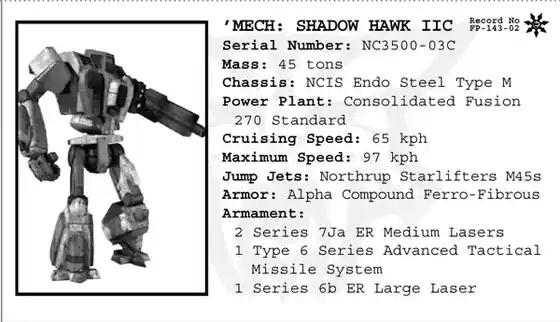 'MECH: SHADOW HAWK IIC
Record No
FP-143-02
Serial Number: NC3500-03C
Mass: 45 tons
Chassis: NCIS Endo Steel Type M
Power Plant: Consolidated Fusion
270 Standard
Cruising Speed: 65 kph
Maximum Speed: 97 kph
Jump Jets: Northrup Starlifters M45s
Armor: Alpha Compound Ferro-Fibrous
Armament:
2 Series 7Ja ER Medium Lasers
1 Type 6 Series Advanced Tactical
Missile System
1 Series 6b ER Large Laser